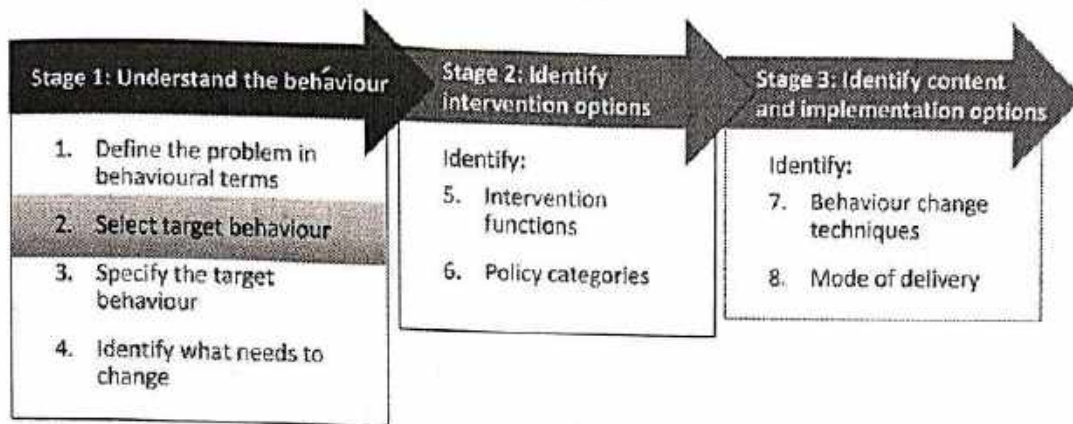 Stage 1: Understand the behaviour
1. Define the problem in
behavioural terms
2. Select target behaviour
3. Specify the target
behaviour
4. Identify what needs to
change
Stage 2: Identify
intervention options
Identify:
5. Intervention
functions
6. Policy categories
Stage 3: Identify content
and implementation options
Identify:
7. Behaviour change
techniques
8. Mode of delivery